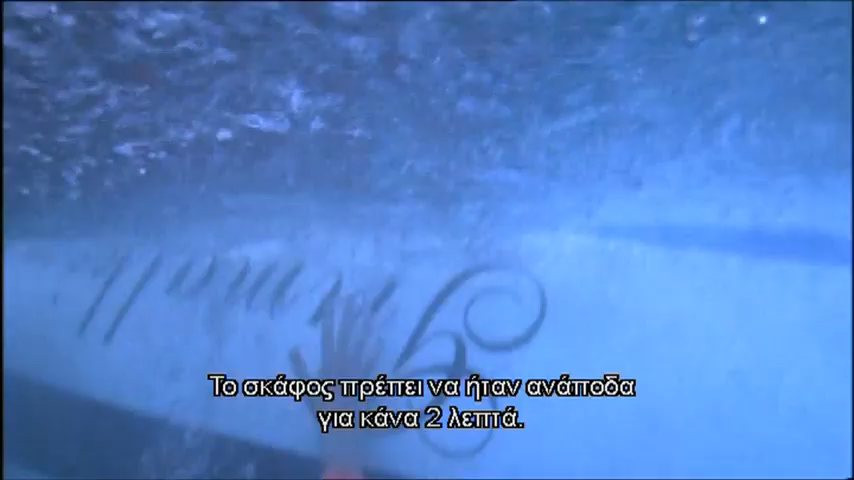 Το σκάφος πρέπει να ήταν ανάποδα
για κάνα 2 λεπτά.